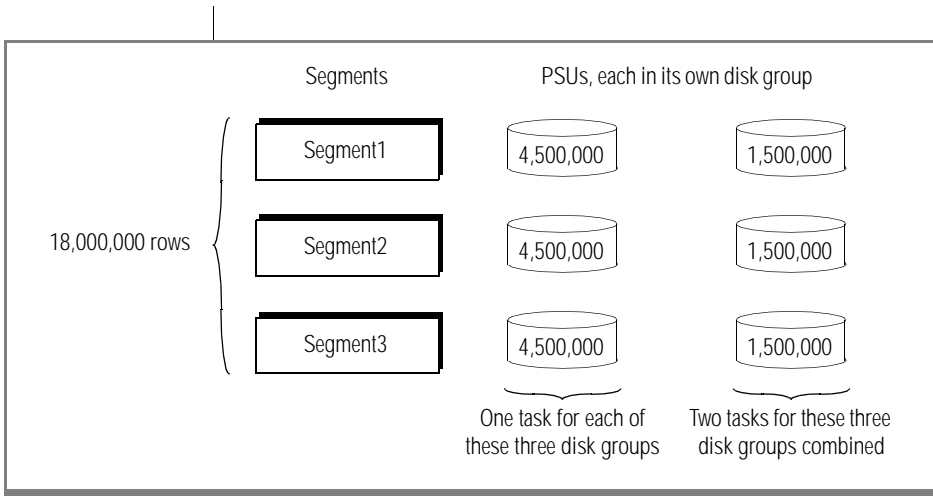 Segments
PSUs, each in its own disk group
Segment1
4,500,000
1,500,000
18,000,000 rows
Segment2
4,500,000
1,500,000
Segment3
4,500,000
1,500,000
One task for each of
these three disk groups
Two tasks for these three
disk groups combined